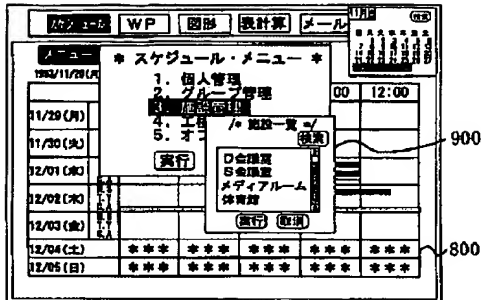 スケジュール WP 図形 表計算 メール
11月 検索
メニュー
* スケジュール・メニュー *
1. 個人管理
2. グループ管理
3. 施設管理
4. 工
5. オ
実行
00 12:00
/* 施設一覧 */
検索
D会議室
S会議室
メディアルーム
体育館
実行 取消
11/29(月)
11/30(火)
12/01(水)
12/02(木)
12/03(金)
12/04(土) *** *** *** *** ***
12/05(日) *** *** *** *** ***
900
800